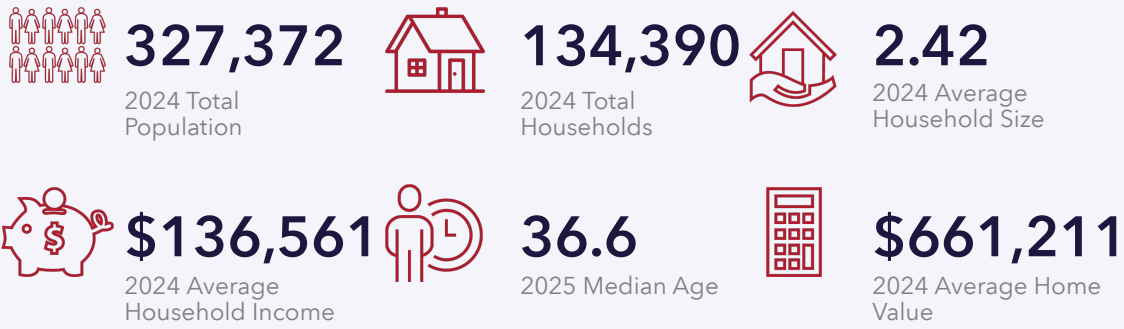 327,372
2024 Total
Population
134,390
2024 Total
Households
2.42
2024 Average
Household Size
$
$136,561
2024 Average
Household Income
36.6
2025 Median Age
$661,211
2024 Average Home
Value